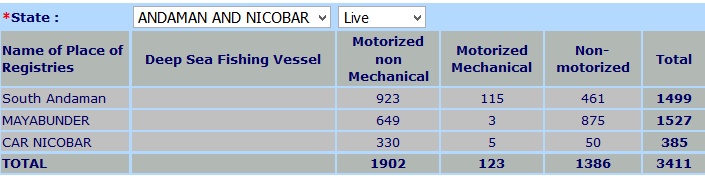 *State : ANDAMAN AND NICOBAR Live
Name of Place of Registries Deep Sea Fishing Vessel Motorized non Mechanical Motorized Mechanical Non-motorized Total
South Andaman 923 115 461 1499
MAYABUNDER 649 3 875 1527
CAR NICOBAR 330 5 50 385
TOTAL 1902 123 1386 3411